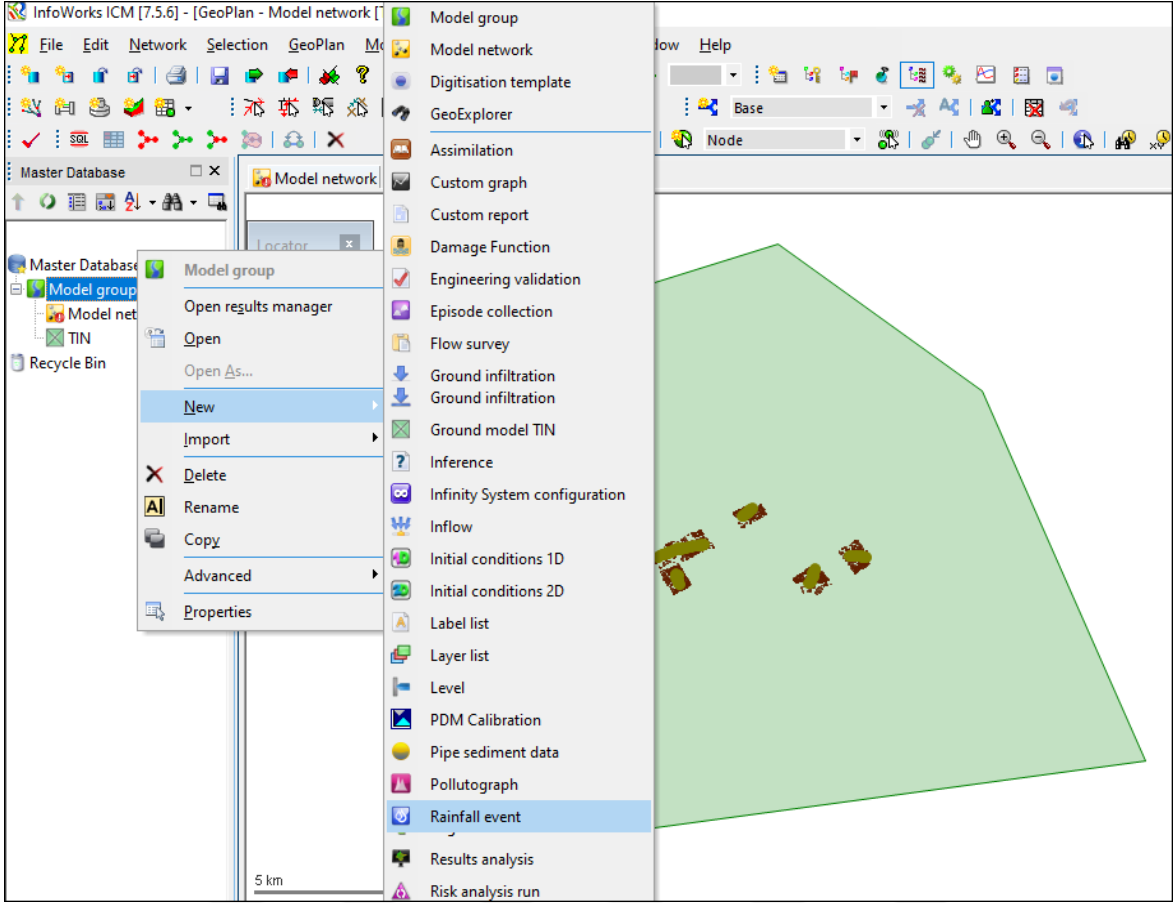 InfoWorks ICM [7.5.6] - [GeoPlan - Model network [
File Edit Network Selection GeoPlan Help
Base
SQL
Node
Master Database
Model network
Locator
Master Database
Model group
Model net
TIN
Recycle Bin
Model group
Open results manager
Open
Open As...
New
Import
Delete
Rename
Copy
Advanced
Properties
Model group
Model network
Digitisation template
GeoExplorer
Assimilation
Custom graph
Custom report
Damage Function
Engineering validation
Episode collection
Flow survey
Ground infiltration
Ground infiltration
Ground model TIN
Inference
Infinity System configuration
Inflow
Initial conditions 1D
Initial conditions 2D
Label list
Layer list
Level
PDM Calibration
Pipe sediment data
Pollutograph
Rainfall event
Results analysis
Risk analysis run
5 km